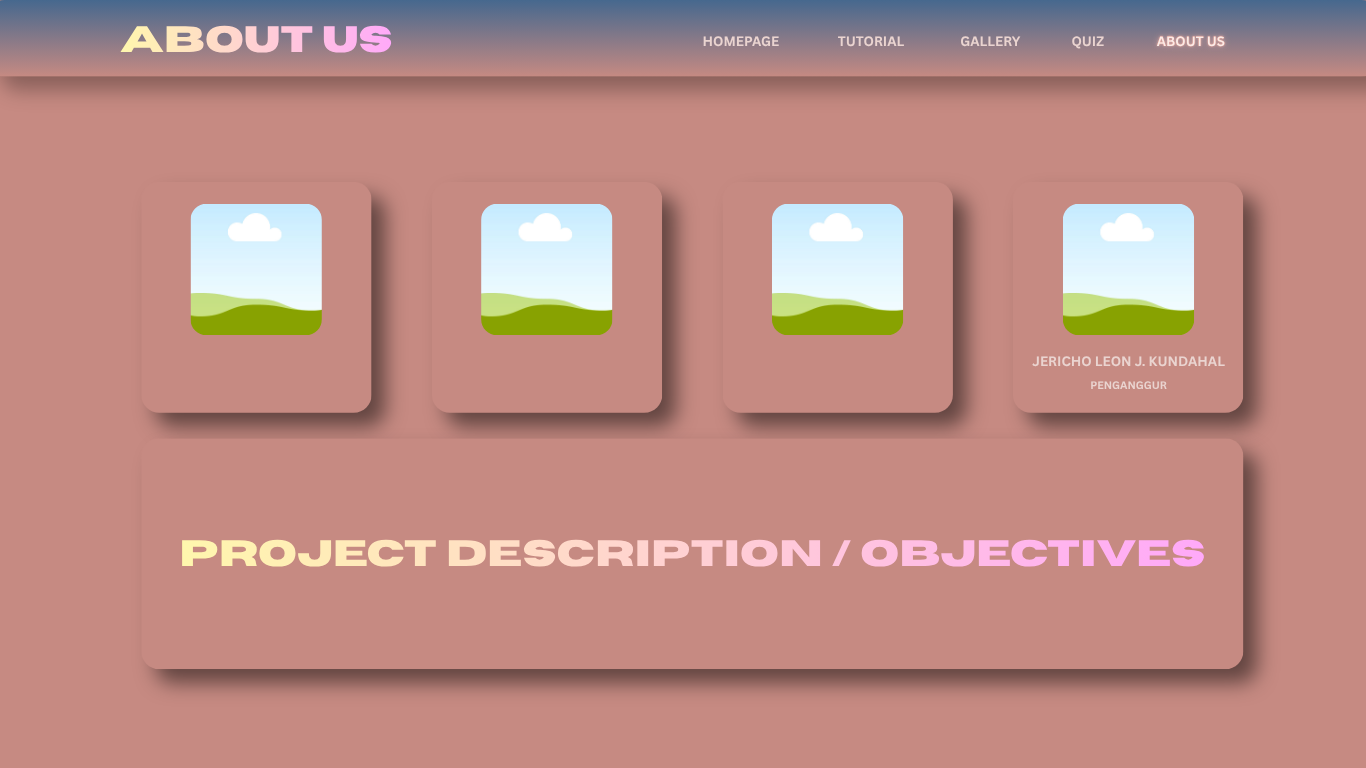 ABOUT US
HOMEPAGE TUTORIAL GALLERY QUIZ ABOUT US
JERICHO LEON J. KUNDAHAL
PENGANGGUR
PROJECT DESCRIPTION / OBJECTIVES